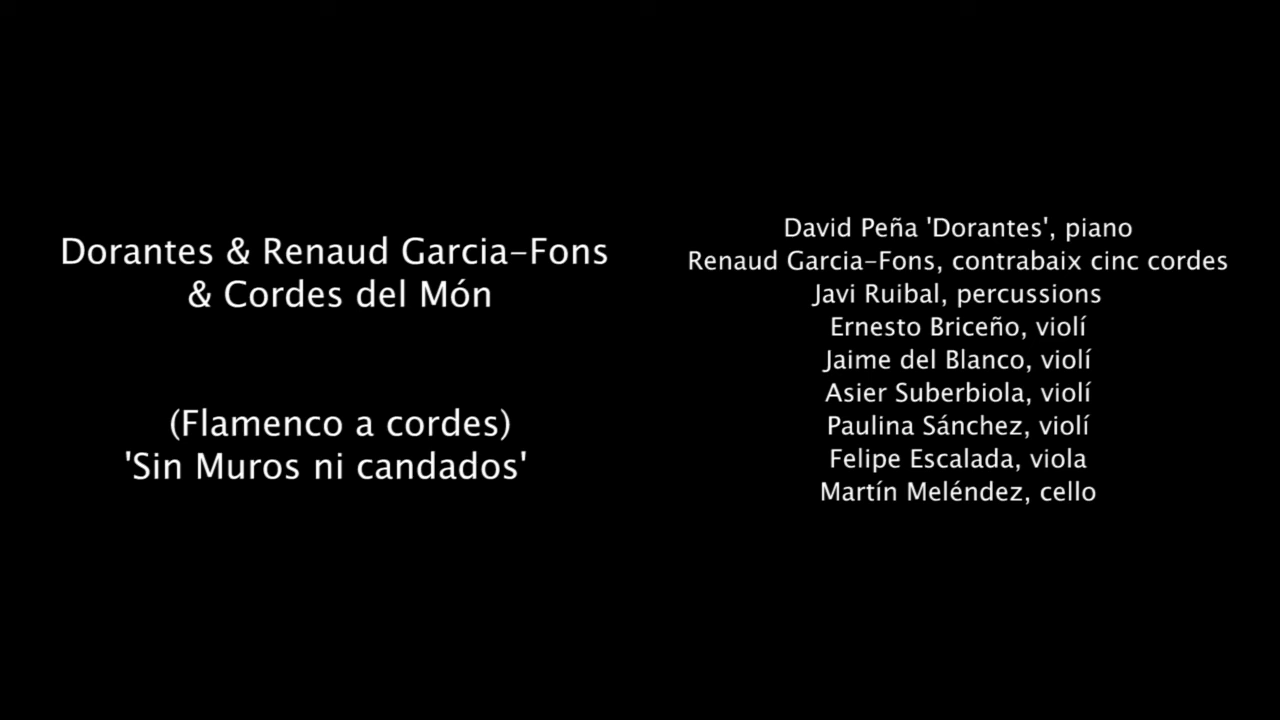 Dorantes & Renaud Garcia-Fons
& Cordes del Món
(Flamenco a cordes)
'Sin Muros ni candados'
David Peña 'Dorantes', piano
Renaud Garcia-Fons, contrabaix cinc cordes
Javi Ruibal, percussions
Ernesto Briceño, violí
Jaime del Blanco, violí
Asier Suberbiola, violí
Paulina Sánchez, violí
Felipe Escalada, viola
Martín Meléndez, cello